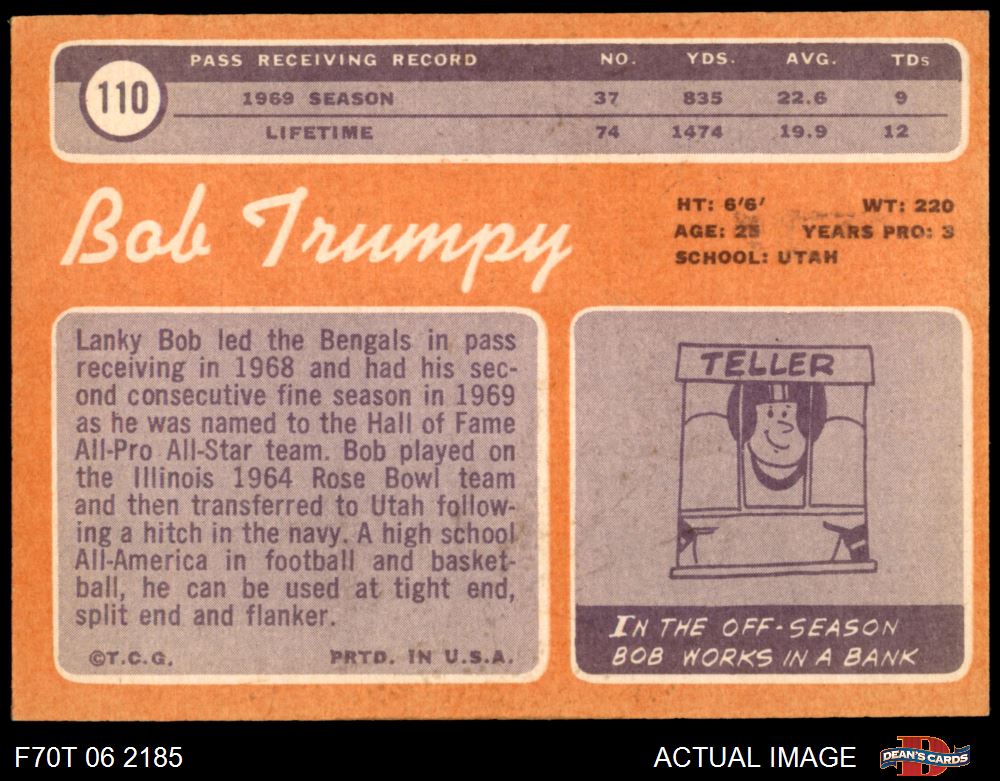 110
PASS RECEIVING RECORD NO. YDS. AVG. TDs
1969 SEASON 37 835 22.6 9
LIFETIME 74 1474 19.9 12
Bob Trumpy
HT: 6'6' WT: 220
AGE: 25 YEARS PRO: 3
SCHOOL: UTAH
Lanky Bob led the Bengals in pass
receiving in 1968 and had his sec-
ond consecutive fine season in 1969
as he was named to the Hall of Fame
All-Pro All-Star team. Bob played on
the Illinois 1964 Rose Bowl team
and then transferred to Utah follow-
ing a hitch in the navy. A high school
All-America in football and basket-
ball, he can be used at tight end,
split end and flanker.
©T.C.G. PRTD. IN U.S.A.
TELLER
IN THE OFF-SEASON
BOB WORKS IN A BANK
F70T 06 2185 ACTUAL IMAGE
D
DEAN'S CARDS